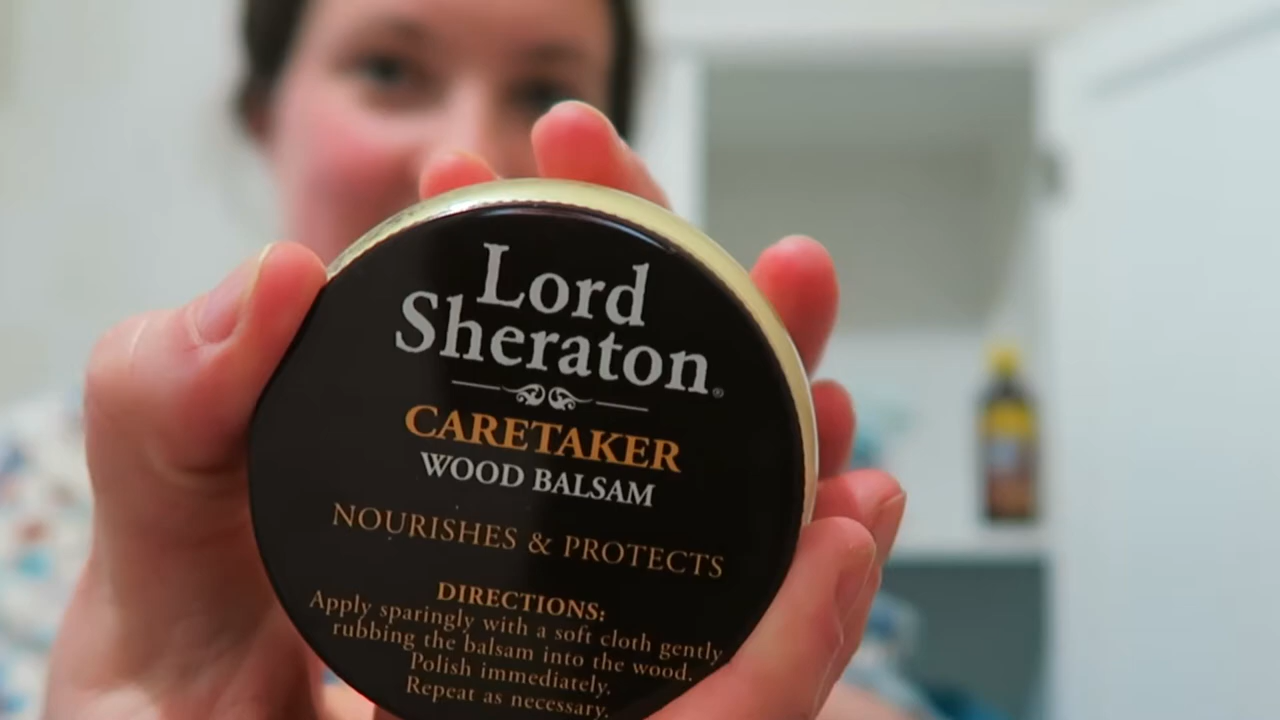 Lord
Sheraton®
CARETAKER
WOOD BALSAM
NOURISHES & PROTECTS
DIRECTIONS:
Apply sparingly with a soft cloth gently
rubbing the balsam into the wood.
Polish immediately.
Repeat as necessary.